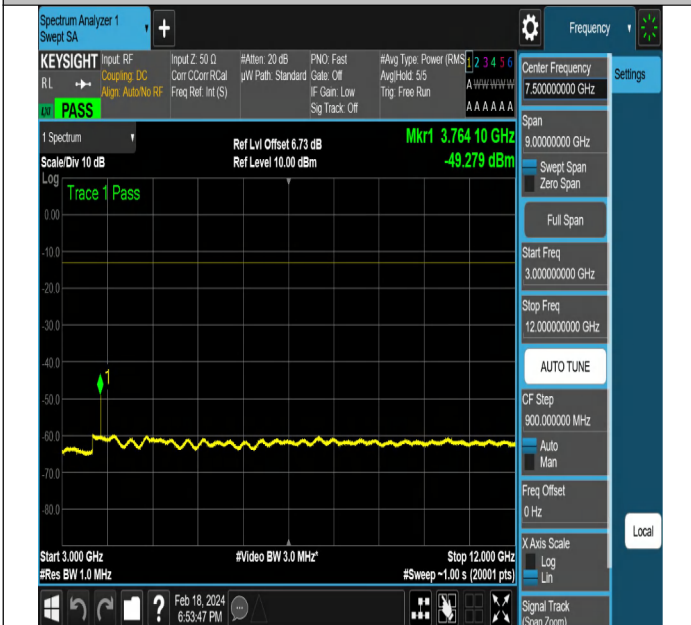 Spectrum Analyzer 1
Swept SA
+
Frequency
KEYSIGHT
RL
LXI PASS
Input: RF
Coupling: DC
Align: Auto/No RF
Input Z: 50 Ω
Corr CCorr RCal
Freq Ref: Int (S)
#Atten: 20 dB
µW Path: Standard
PNO: Fast
Gate: Off
IF Gain: Low
Sig Track: Off
#Avg Type: Power (RMS
Avg|Hold: 5/5
Trig: Free Run
1 2 3 4 5 6
A W W W W W
A A A A A A
Center Frequency
7.500000000 GHz
Settings
1 Spectrum
Scale/Div 10 dB
Ref Lvl Offset 6.73 dB
Ref Level 10.00 dBm
Mkr1 3.764 10 GHz
-49.279 dBm
Span
9.00000000 GHz
Swept Span
Zero Span
Full Span
Start Freq
3.000000000 GHz
Stop Freq
12.000000000 GHz
AUTO TUNE
CF Step
900.000000 MHz
Auto
Man
Freq Offset
0 Hz
X Axis Scale
Log
Lin
Local
Signal Track
(Span Zoom)
Log
Trace 1 Pass
0.00
-10.0
-20.0
-30.0
-40.0
1
-50.0
-60.0
-70.0
-80.0
Start 3.000 GHz
#Res BW 1.0 MHz
#Video BW 3.0 MHz*
Stop 12.000 GHz
#Sweep ~1.00 s (20001 pts)
?
Feb 18, 2024
6:53:47 PM